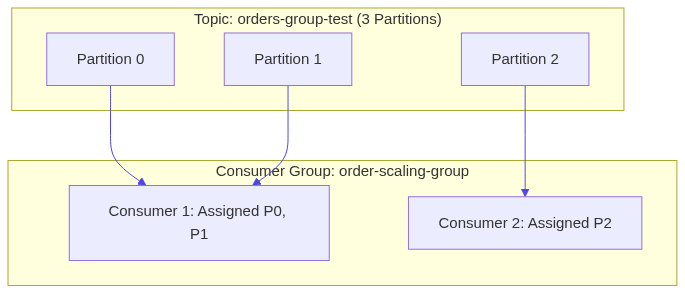 Topic: orders-group-test (3 Partitions)
Partition 0
Partition 1
Partition 2
Consumer Group: order-scaling-group
Consumer 1: Assigned P0,
P1
Consumer 2: Assigned P2